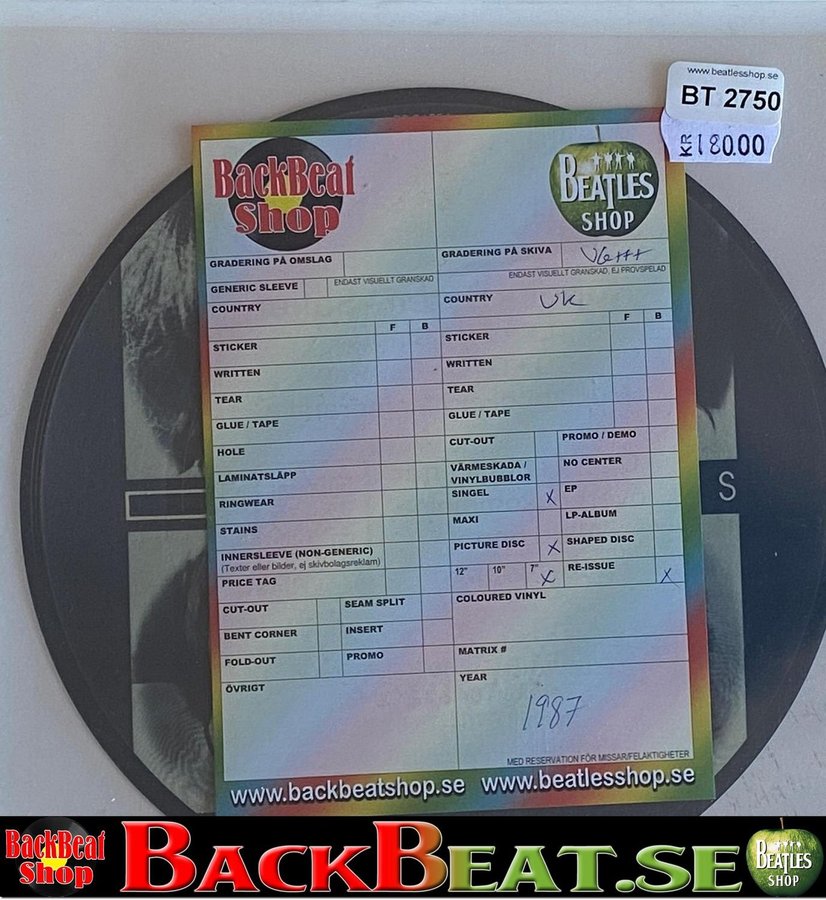 www.beatlesshop.se
BT 2750
KR 180.00
BackBeat
Shop
BEATLES
SHOP
GRADERING PÅ OMSLAG
GENERIC SLEEVE
ENDAST VISUELLT GRANSKAD
COUNTRY
F B
STICKER
WRITTEN
TEAR
GLUE / TAPE
HOLE
LAMINATSLÄPP
RINGWEAR
STAINS
INNERSLEEVE (NON-GENERIC)
(Texter eller bilder, ej skivbolagsreklam)
PRICE TAG
CUT-OUT SEAM SPLIT
BENT CORNER INSERT
FOLD-OUT PROMO
ÖVRIGT
GRADERING PÅ SKIVA VG+++
ENDAST VISUELLT GRANSKAD, EJ PROVSPELAD
COUNTRY UK
F B
STICKER
WRITTEN
TEAR
GLUE / TAPE
CUT-OUT PROMO / DEMO
VÄRMESKADA /
VINYLBUBBLOR NO CENTER
SINGEL X EP
MAXI LP-ALBUM
PICTURE DISC X SHAPED DISC
12" 10" 7" X RE-ISSUE X
COLOURED VINYL
MATRIX #
YEAR
1987
MED RESERVATION FÖR MISSAR/FELAKTIGHETER
www.backbeatshop.se www.beatlesshop.se
S
BackBeat
Shop
BACKBEAT.SE
BEATLES
SHOP